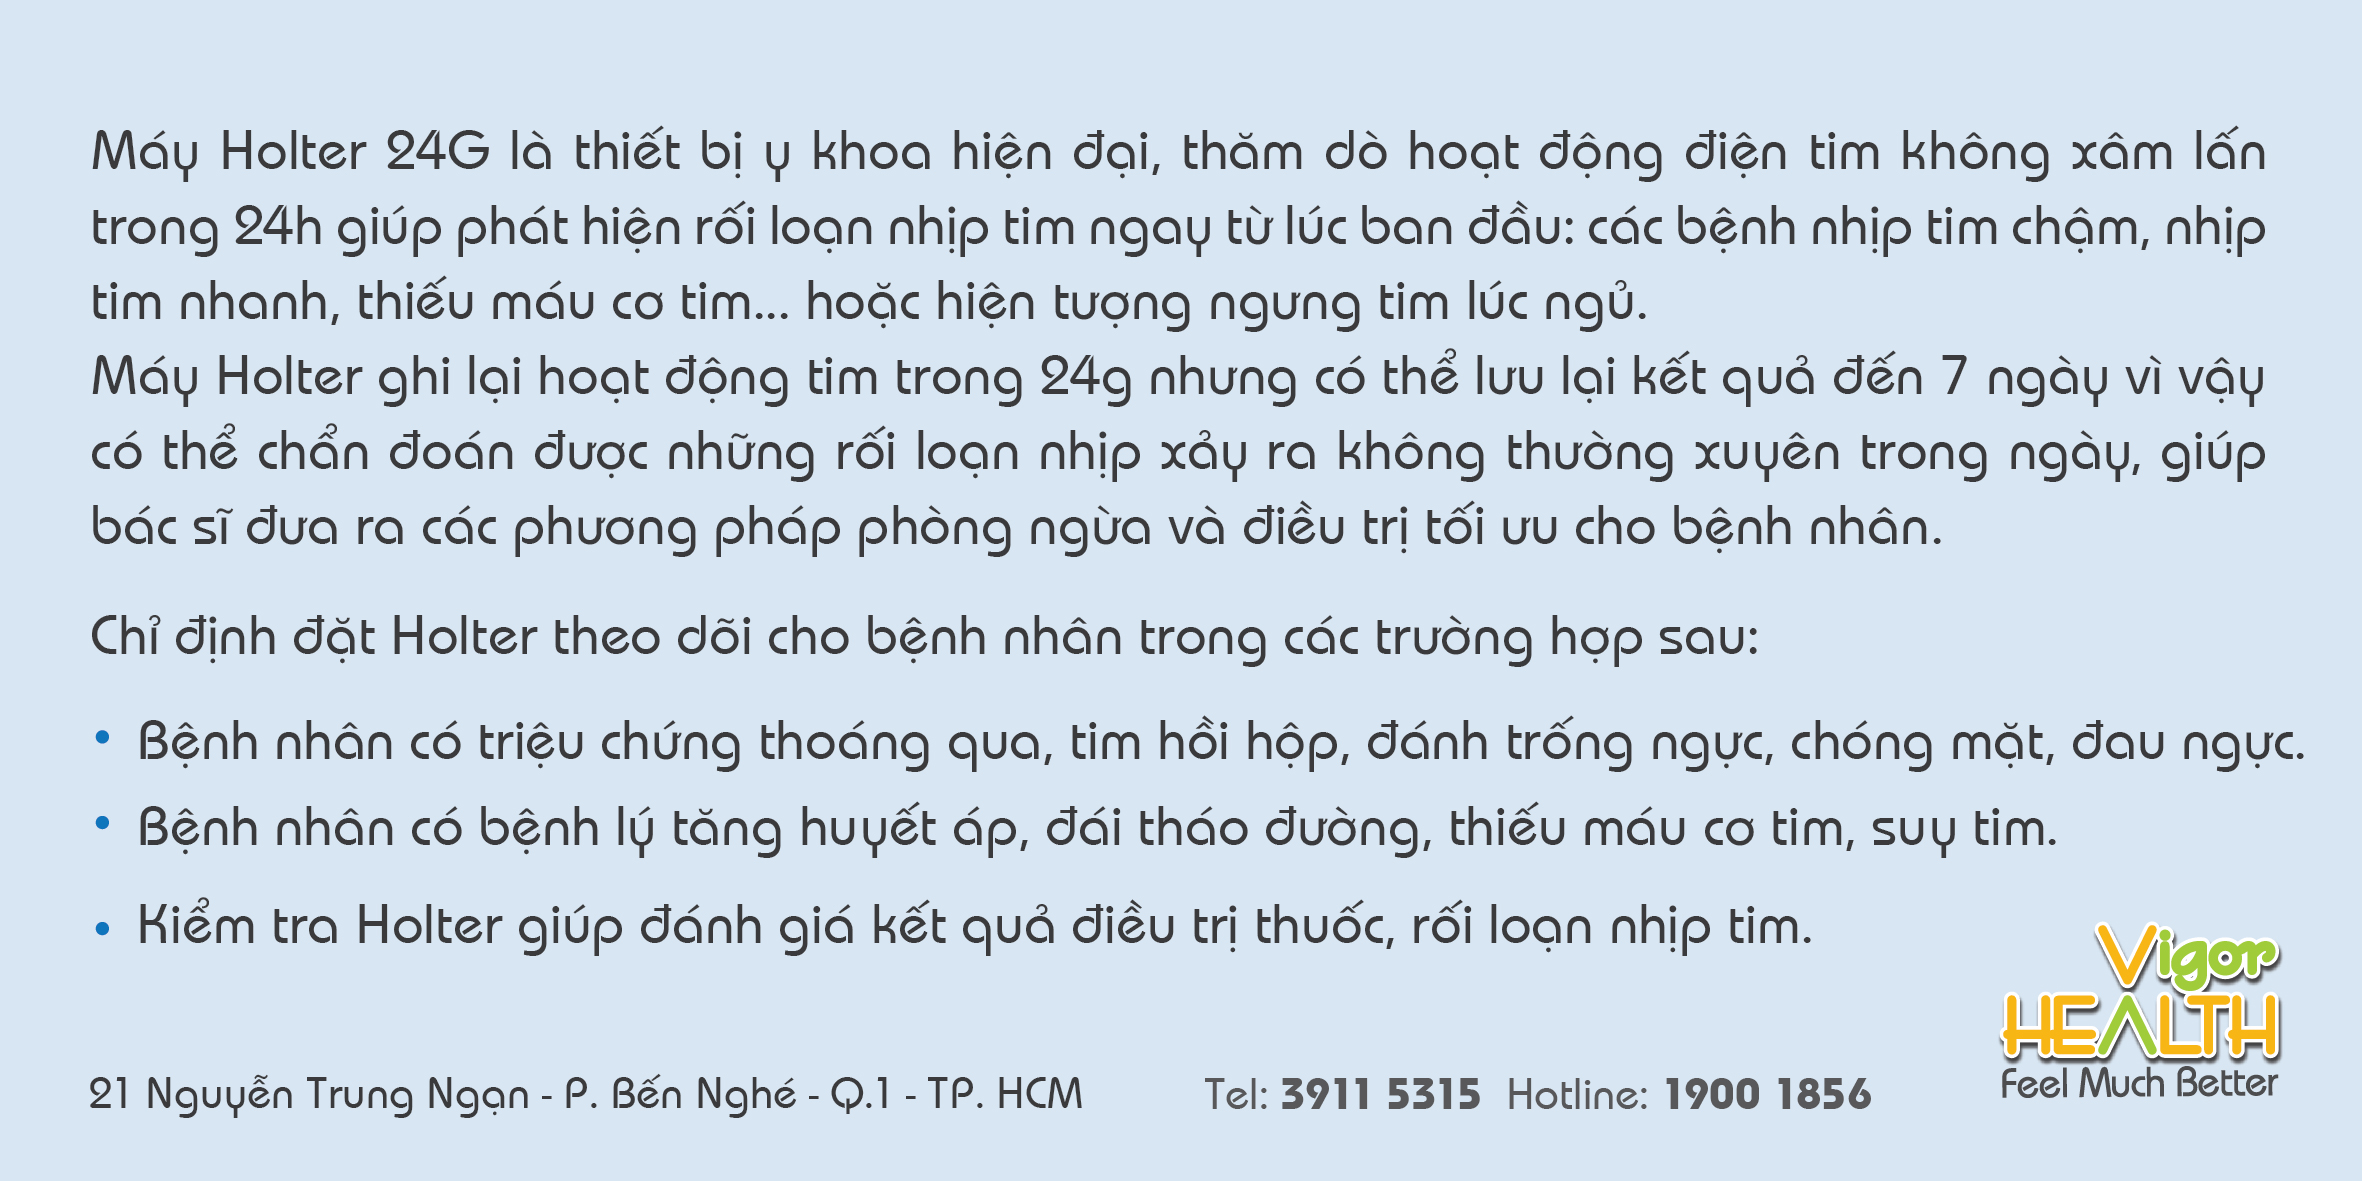 Máy Holter 24G là thiết bị y khoa hiện đại, thăm dò hoạt động điện tim không xâm lấn
trong 24h giúp phát hiện rối loạn nhịp tim ngay từ lúc ban đầu: các bệnh nhịp tim chậm, nhịp
tim nhanh, thiếu máu cơ tim... hoặc hiện tượng ngưng tim lúc ngủ.
Máy Holter ghi lại hoạt động tim trong 24g nhưng có thể lưu lại kết quả đến 7 ngày vì vậy
có thể chẩn đoán được những rối loạn nhịp xảy ra không thường xuyên trong ngày, giúp
bác sĩ đưa ra các phương pháp phòng ngừa và điều trị tối ưu cho bệnh nhân.
Chỉ định đặt Holter theo dõi cho bệnh nhân trong các trường hợp sau:
• Bệnh nhân có triệu chứng thoáng qua, tim hồi hộp, đánh trống ngực, chóng mặt, đau ngực.
• Bệnh nhân có bệnh lý tăng huyết áp, đái tháo đường, thiếu máu cơ tim, suy tim.
• Kiểm tra Holter giúp đánh giá kết quả điều trị thuốc, rối loạn nhịp tim.
Vigor
HEALTH
Feel Much Better
21 Nguyễn Trung Ngạn - P. Bến Nghé - Q.1 - TP. HCM Tel: 3911 5315 Hotline: 1900 1856